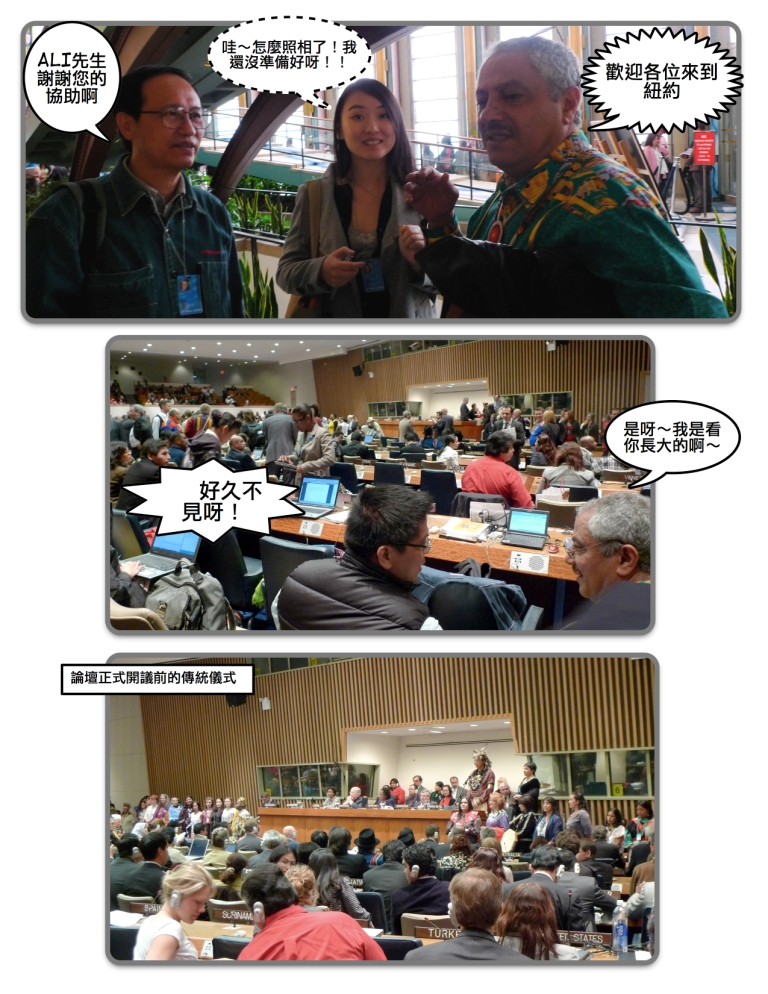 ALI先生
謝謝您的
協助啊
哇～怎麼照相了！我
還沒準備好呀！！
歡迎各位來到
紐約
好久不
見呀！
是呀～我是看
你長大的啊～
論壇正式開議前的傳統儀式
SPAIN
SURINAM
TÜRKE
STATES